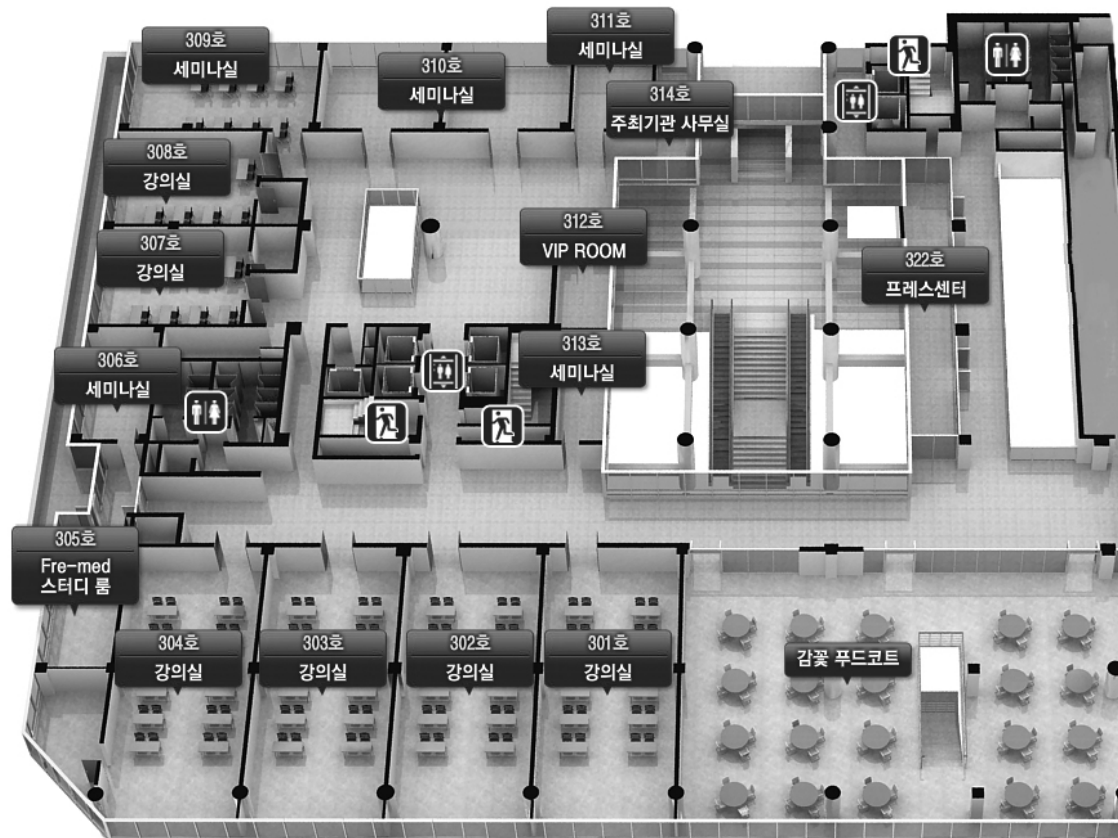 309호
세미나실
310호
세미나실
311호
세미나실
314호
주최기관 사무실
308호
강의실
307호
강의실
312호
VIP ROOM
322호
프레스센터
306호
세미나실
313호
세미나실
305호
Fre-med
스터디 룸
304호
강의실
303호
강의실
302호
강의실
301호
강의실
감꽃 푸드코트